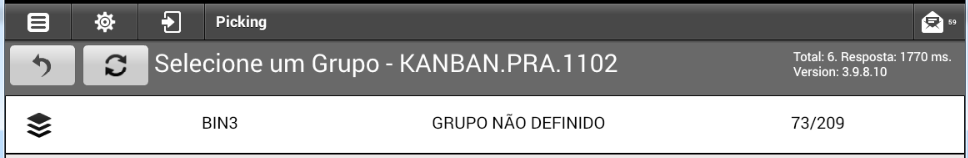 Picking
59
Selecione um Grupo - KANBAN.PRA.1102
Total: 6. Resposta: 1770 ms.
Version: 3.9.8.10
BIN3 GRUPO NÃO DEFINIDO 73/209